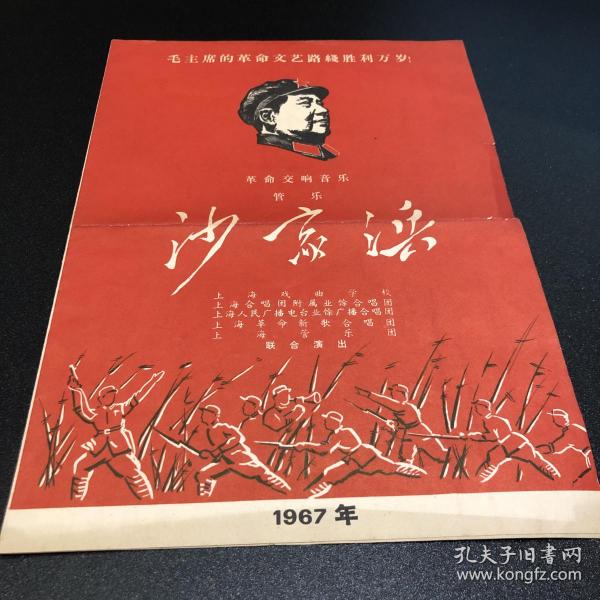 毛主席的革命文艺路綫胜利万岁!
革命交响音乐
管乐
沙家浜
上海戏曲学校
上海合唱团附属业馀合唱团
上海人民广播电台业馀广播合唱团
上海革命新歌合唱团
上海管乐团
联合演出
1967年
孔夫子旧书网
www.kongfz.com